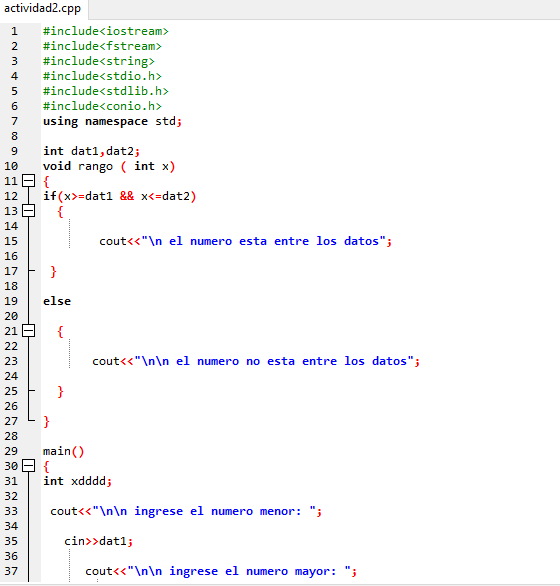 actividad2.cpp
1 #include<iostream>
2 #include<fstream>
3 #include<string>
4 #include<stdio.h>
5 #include<stdlib.h>
6 #include<conio.h>
7 using namespace std;
8
9 int dat1,dat2;
10 void rango ( int x)
11 {
12 if(x>=dat1 && x<=dat2)
13 {
14
15 cout<<"\n el numero esta entre los datos";
16
17 }
18
19 else
20
21 {
22
23 cout<<"\n\n el numero no esta entre los datos";
24
25 }
26
27 }
28
29 main()
30 {
31 int xdddd;
32
33 cout<<"\n\n ingrese el numero menor: ";
34
35 cin>>dat1;
36
37 cout<<"\n\n ingrese el numero mayor: ";